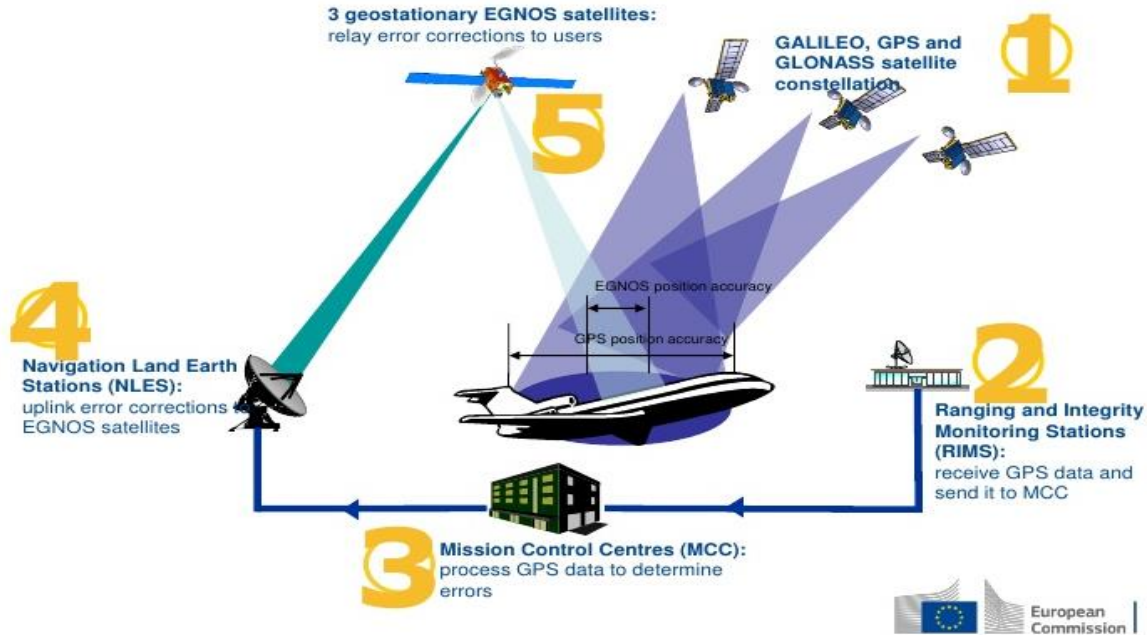 3 geostationary EGNOS satellites:
relay error corrections to users
GALILEO, GPS and
GLONASS satellite
constellation
1
5
EGNOS position accuracy
GPS position accuracy
4
Navigation Land Earth
Stations (NLES):
uplink error corrections to
EGNOS satellites
2
Ranging and Integrity
Monitoring Stations
(RIMS):
receive GPS data and
send it to MCC
3
Mission Control Centres (MCC):
process GPS data to determine
errors
European
Commission